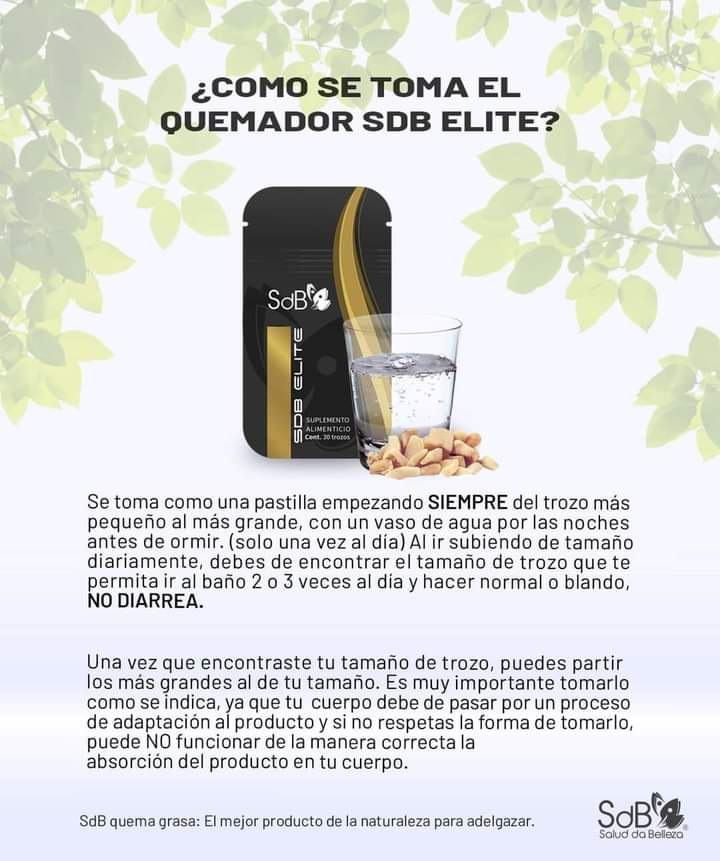 ¿COMO SE TOMA EL
QUEMADOR SDB ELITE?
SdB
SDB ELITE
SUPLEMENTO
ALIMENTICIO
Cont. 30 trozos
Se toma como una pastilla empezando SIEMPRE del trozo más
pequeño al más grande, con un vaso de agua por las noches
antes de ormir. (solo una vez al día) Al ir subiendo de tamaño
diariamente, debes de encontrar el tamaño de trozo que te
permita ir al baño 2 o 3 veces al día y hacer normal o blando,
NO DIARREA.
Una vez que encontraste tu tamaño de trozo, puedes partir
los más grandes al de tu tamaño. Es muy importante tomarlo
como se indica, ya que tu cuerpo debe de pasar por un proceso
de adaptación al producto y si no respetas la forma de tomarlo,
puede NO funcionar de la manera correcta la
absorción del producto en tu cuerpo.
SdB quema grasa: El mejor producto de la naturaleza para adelgazar.
SdB®
Salud da Belleza